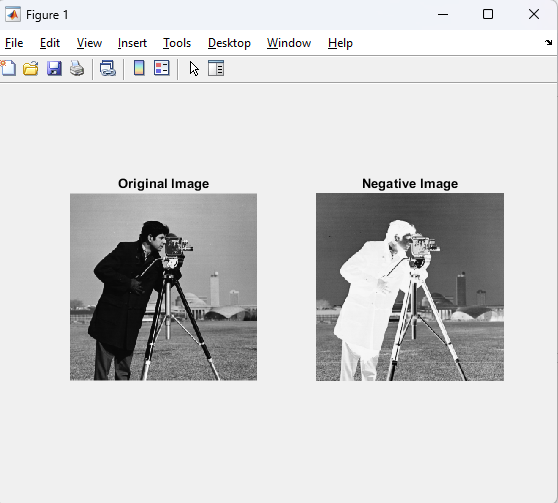 Figure 1
File Edit View Insert Tools Desktop Window Help
Original Image Negative Image